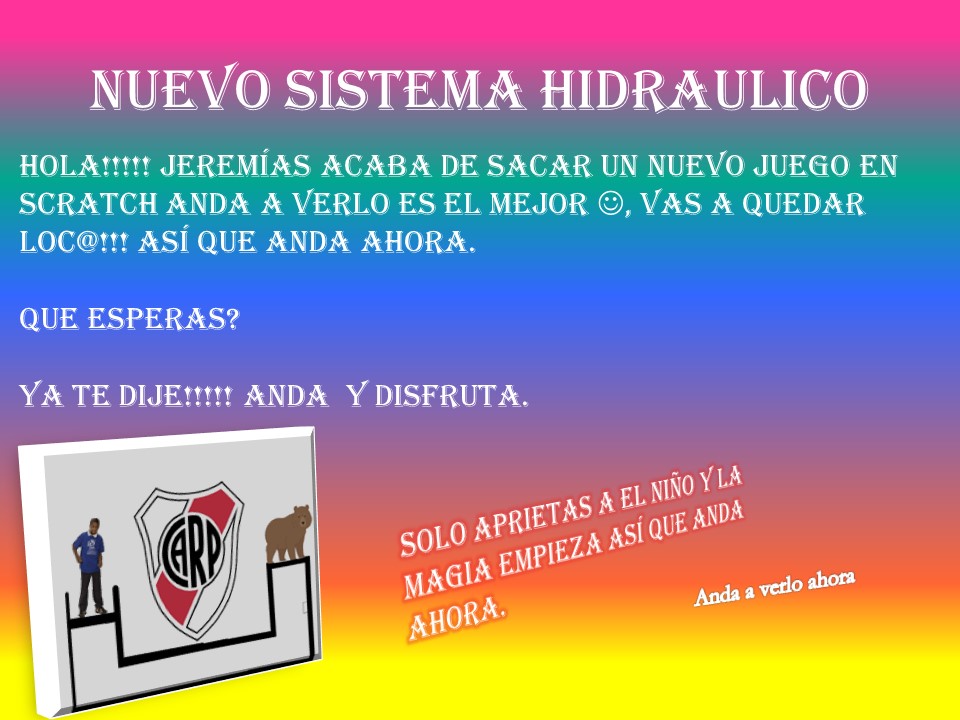 NUEVO SISTEMA HIDRAULICO
HOLA!!!!! JEREMÍAS ACABA DE SACAR UN NUEVO JUEGO EN
SCRATCH ANDA A VERLO ES EL MEJOR ☺, VAS A QUEDAR
LOC@!!! ASÍ QUE ANDA AHORA.
QUE ESPERAS?
YA TE DIJE!!!!! ANDA Y DISFRUTA.
CARP
SOLO APRIETAS A EL NIÑO Y LA
MAGIA EMPIEZA ASÍ QUE ANDA
AHORA.
Anda a verlo ahora